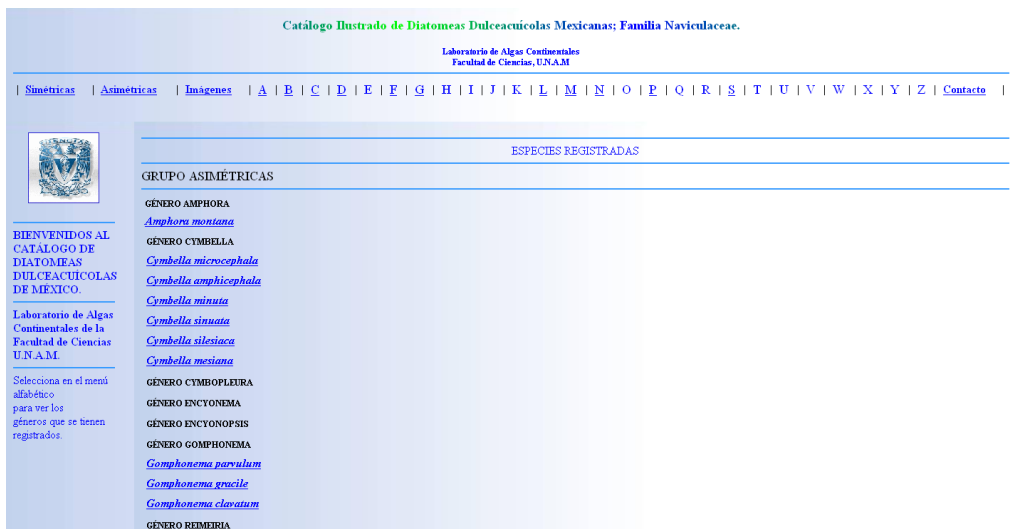 Catálogo Ilustrado de Diatomeas Dulceacuícolas Mexicanas; Familia Naviculaceae.
Laboratorio de Algas Continentales
Facultad de Ciencias, U.N.A.M
| Simétricas | Asimétricas | Imágenes | A | B | C | D | E | F | G | H | I | J | K | L | M | N | O | P | Q | R | S | T | U | V | W | X | Y | Z | Contacto |
BIENVENIDOS AL
CATÁLOGO DE
DIATOMEAS
DULCEACUÍCOLAS
DE MÉXICO.
Laboratorio de Algas
Continentales de la
Facultad de Ciencias
U.N.A.M.
Selecciona en el menú
alfabético
para ver los
géneros que se tienen
registrados.
ESPECIES REGISTRADAS
GRUPO ASIMÉTRICAS
GÉNERO AMPHORA
Amphora montana
GÉNERO CYMBELLA
Cymbella microcephala
Cymbella amphicephala
Cymbella minuta
Cymbella sinuata
Cymbella silesiaca
Cymbella mesiana
GÉNERO CYMBOPLEURA
GÉNERO ENCYONEMA
GÉNERO ENCYONOPSIS
GÉNERO GOMPHONEMA
Gomphonema parvulum
Gomphonema gracile
Gomphonema clavatum
GÉNERO REIMEIRIA